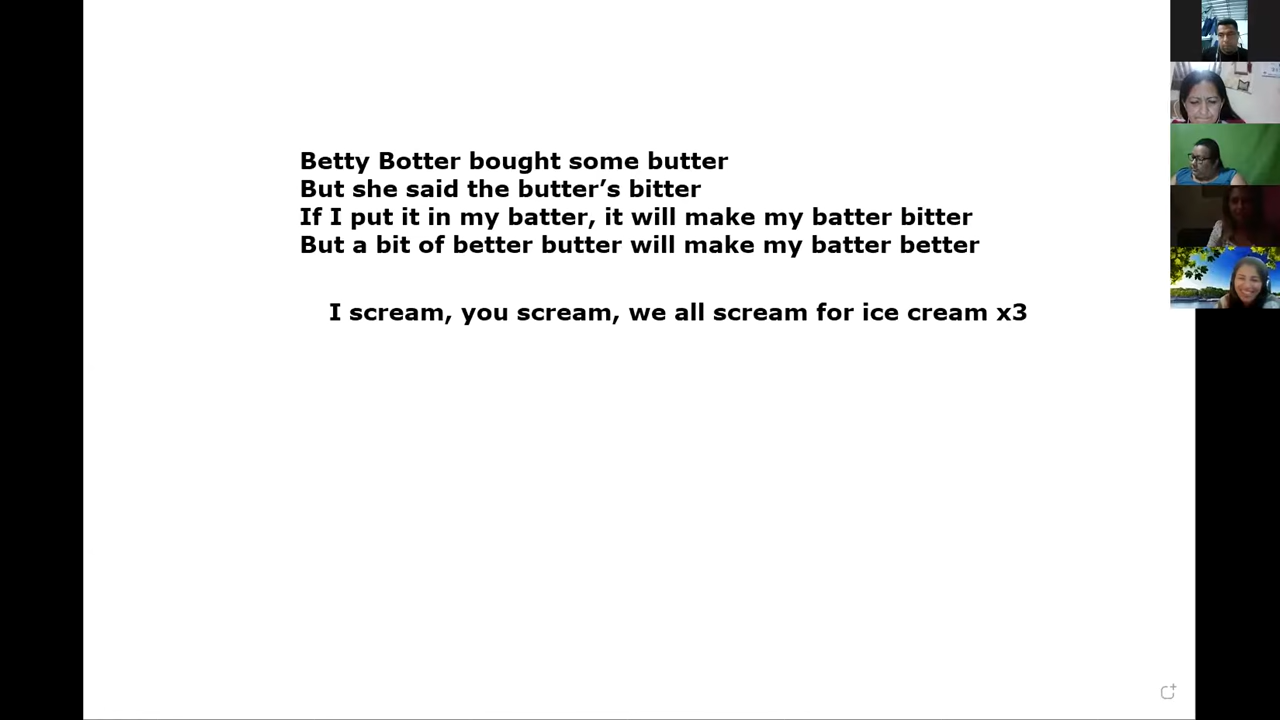 Betty Botter bought some butter
But she said the butter’s bitter
If I put it in my batter, it will make my batter bitter
But a bit of better butter will make my batter better
I scream, you scream, we all scream for ice cream x3